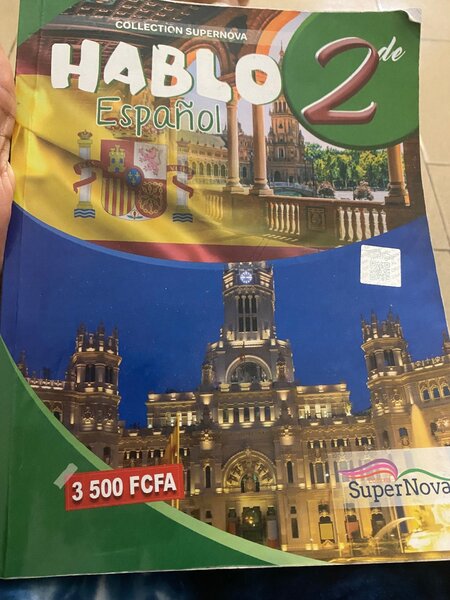 COLLECTION SUPERNOVA
HABLO
Español
2de
3 500 FCFA
SuperNova